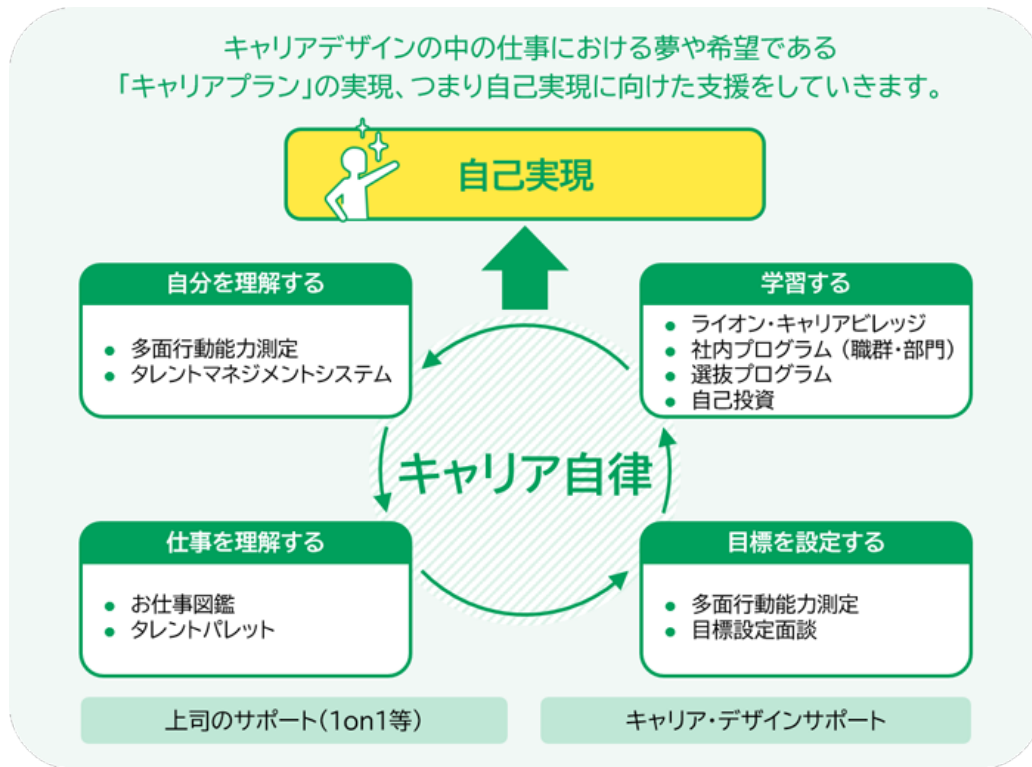 キャリアデザインの中の仕事における夢や希望である
「キャリアプラン」の実現、つまり自己実現に向けた支援をしていきます。
自己実現
自分を理解する
● 多面行動能力測定
● タレントマネジメントシステム
学習する
● ライオン・キャリアビレッジ
● 社内プログラム（職群・部門）
● 選抜プログラム
● 自己投資
キャリア自律
仕事を理解する
● お仕事図鑑
● タレントパレット
目標を設定する
● 多面行動能力測定
● 目標設定面談
上司のサポート(1on1等)
キャリア・デザインサポート